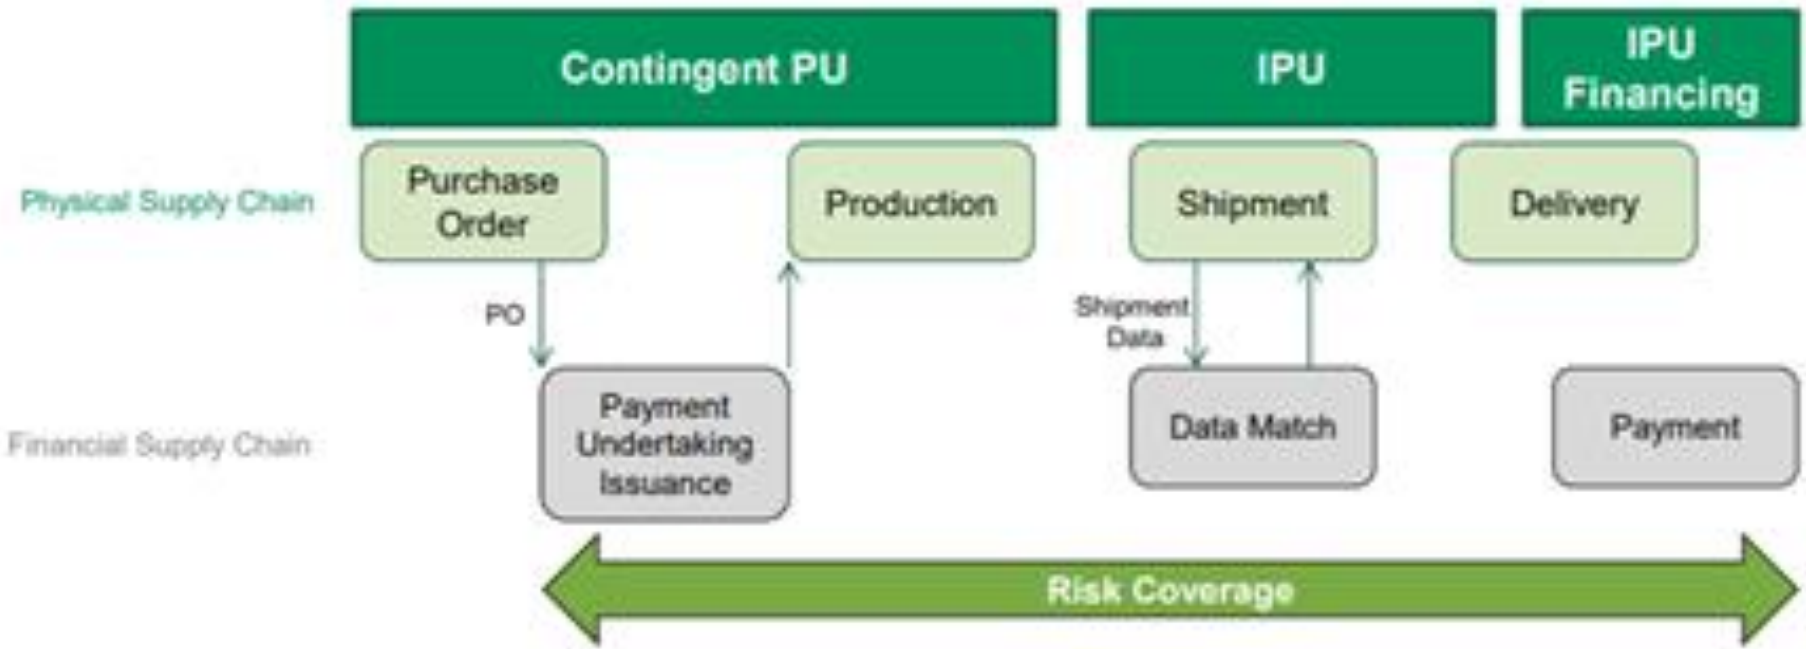 Contingent PU
IPU
IPU
Financing
Physical Supply Chain
Purchase
Order
Production
Shipment
Delivery
PO
Shipment
Data
Financial Supply Chain
Payment
Undertaking
Issuance
Data Match
Payment
Risk Coverage